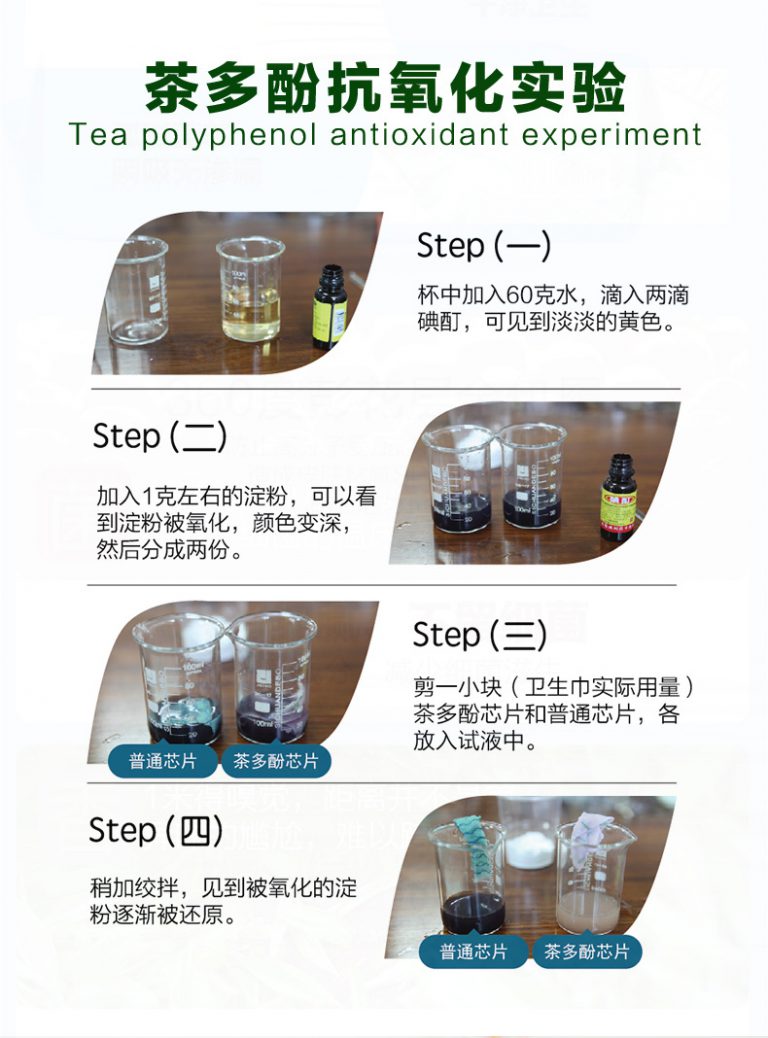 茶多酚抗氧化实验
Tea polyphenol antioxidant experiment
Step (一)
杯中加入60克水，滴入两滴
碘酊，可见到淡淡的黄色。
Step (二)
加入1克左右的淀粉，可以看
到淀粉被氧化，颜色变深，
然后分成两份。
碘酊
Step (三)
剪一小块（卫生巾实际用量）
茶多酚芯片和普通芯片，各
放入试液中。
普通芯片
茶多酚芯片
Step (四)
稍加绞拌，见到被氧化的淀
粉逐渐被还原。
普通芯片
茶多酚芯片